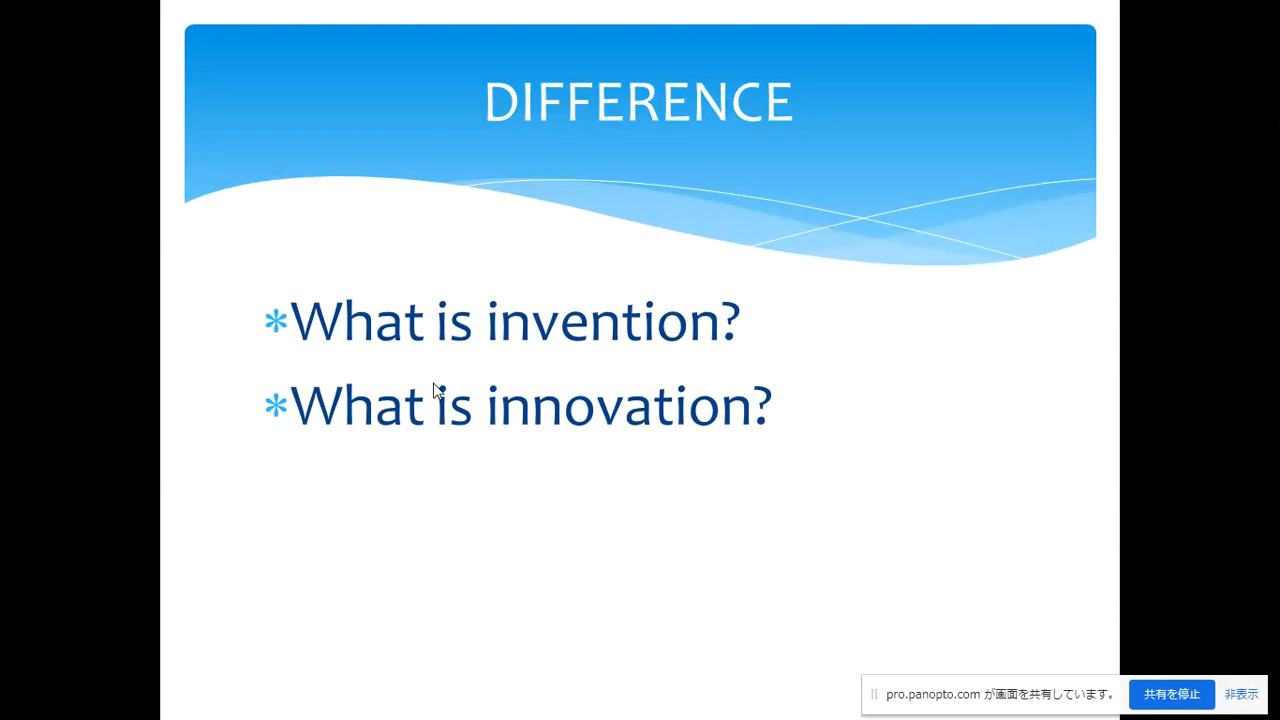 DIFFERENCE
*What is invention?
*What is innovation?
pro.panopto.com が画面を共有しています。 共有を停止 非表示